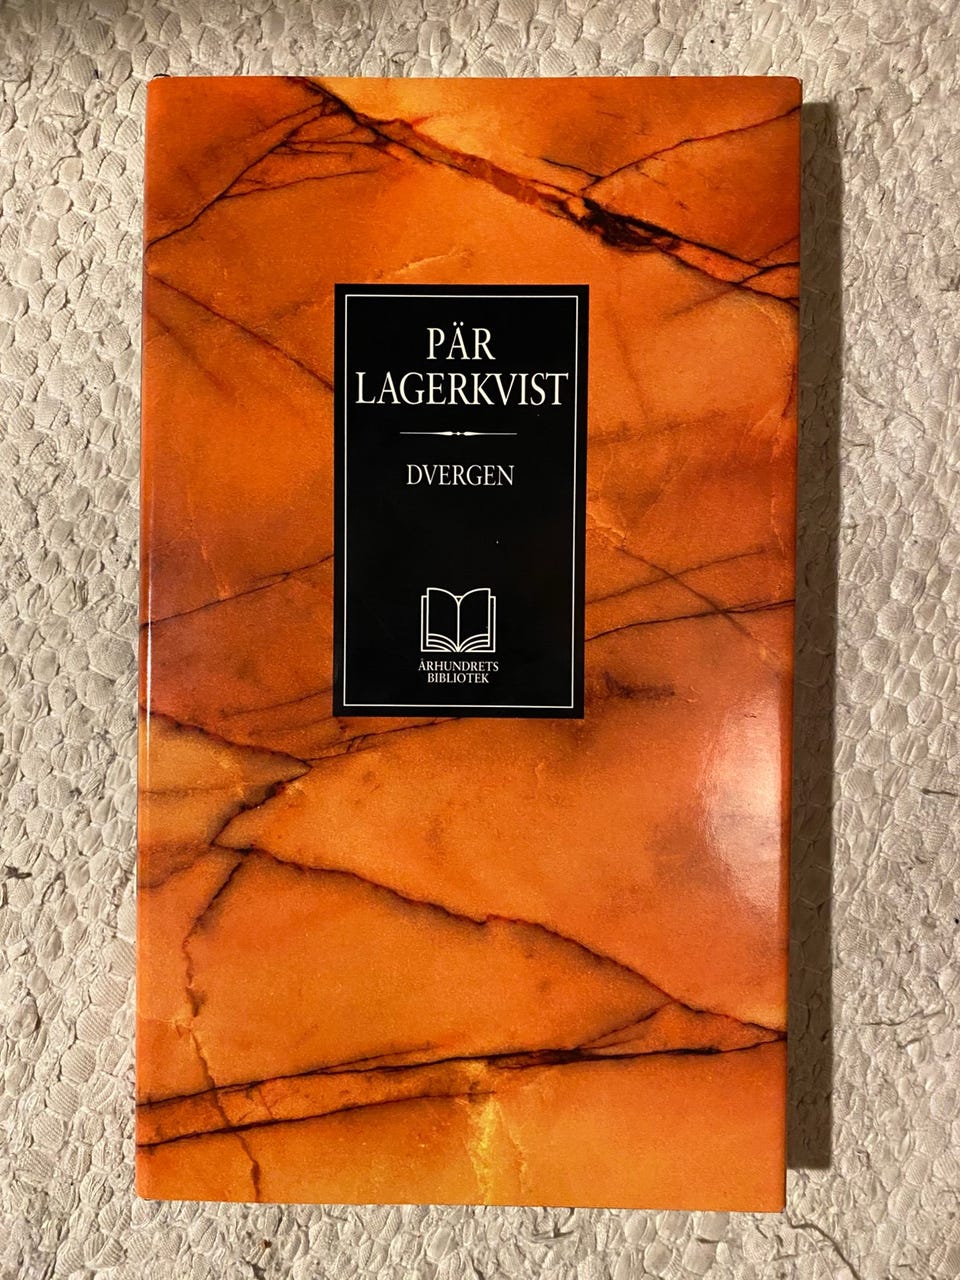 PÄR
LAGERKVIST
DVERGEN
ÅRHUNDRETS
BIBLIOTEK